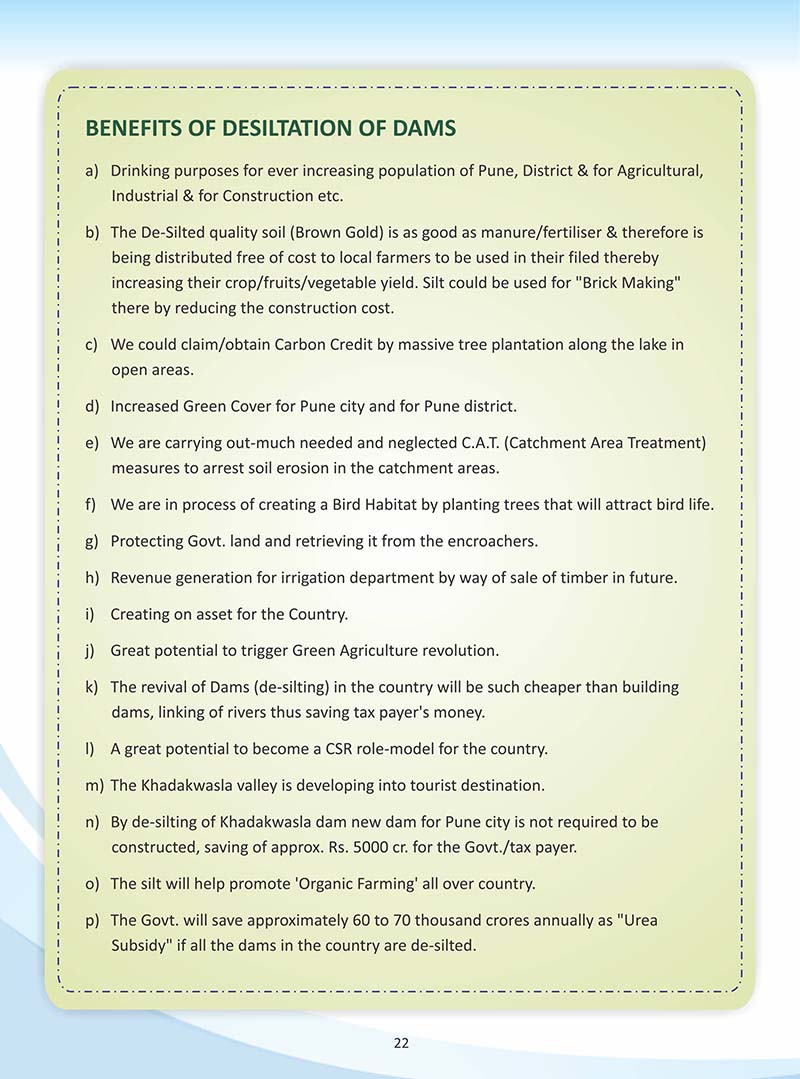 BENEFITS OF DESILTATION OF DAMS
a) Drinking purposes for ever increasing population of Pune, District & for Agricultural,
Industrial & for Construction etc.
b) The De-Silted quality soil (Brown Gold) is as good as manure/fertiliser & therefore is
being distributed free of cost to local farmers to be used in their filed thereby
increasing their crop/fruits/vegetable yield. Silt could be used for "Brick Making"
there by reducing the construction cost.
c) We could claim/obtain Carbon Credit by massive tree plantation along the lake in
open areas.
d) Increased Green Cover for Pune city and for Pune district.
e) We are carrying out-much needed and neglected C.A.T. (Catchment Area Treatment)
measures to arrest soil erosion in the catchment areas.
f) We are in process of creating a Bird Habitat by planting trees that will attract bird life.
g) Protecting Govt. land and retrieving it from the encroachers.
h) Revenue generation for irrigation department by way of sale of timber in future.
i) Creating on asset for the Country.
j) Great potential to trigger Green Agriculture revolution.
k) The revival of Dams (de-silting) in the country will be such cheaper than building
dams, linking of rivers thus saving tax payer's money.
l) A great potential to become a CSR role-model for the country.
m) The Khadakwasla valley is developing into tourist destination.
n) By de-silting of Khadakwasla dam new dam for Pune city is not required to be
constructed, saving of approx. Rs. 5000 cr. for the Govt./tax payer.
o) The silt will help promote 'Organic Farming' all over country.
p) The Govt. will save approximately 60 to 70 thousand crores annually as "Urea
Subsidy" if all the dams in the country are de-silted.
22